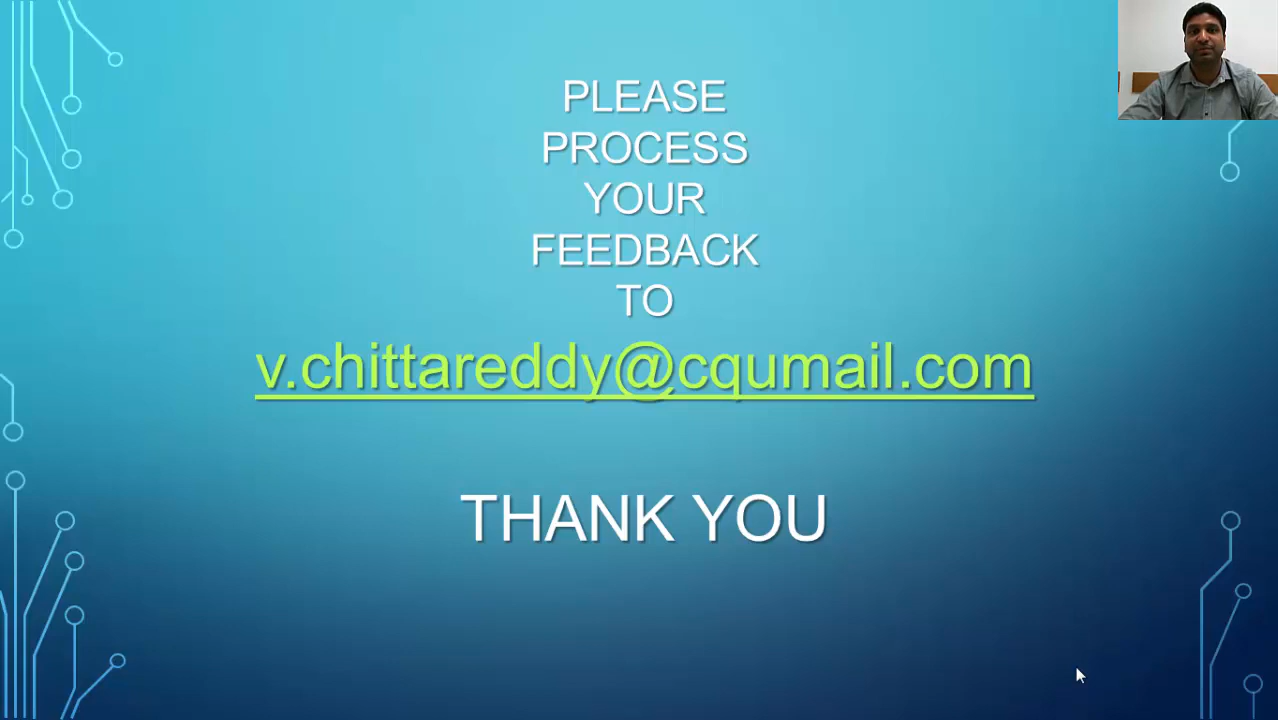 PLEASE
PROCESS
YOUR
FEEDBACK
TO
v.chittareddy@cqumail.com
THANK YOU